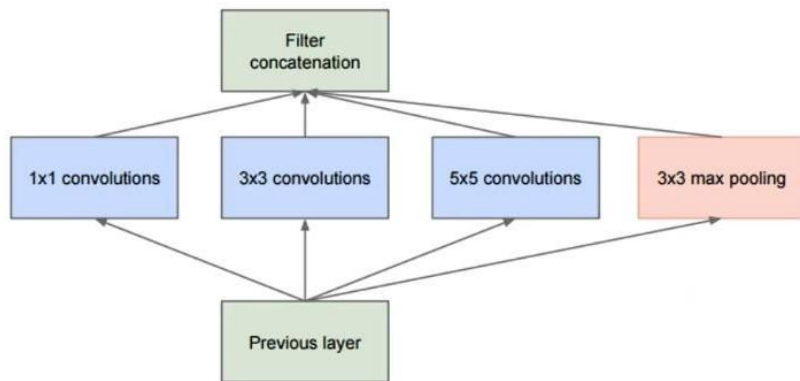 Filter
concatenation
1x1 convolutions
3x3 convolutions
5x5 convolutions
3x3 max pooling
Previous layer